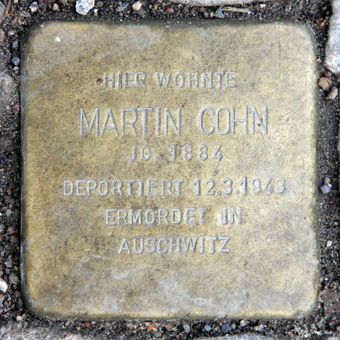 HIER WOHNTE
MARTIN COHN
JG. 1884
DEPORTIERT 12.3.1943
ERMORDET IN
AUSCHWITZ